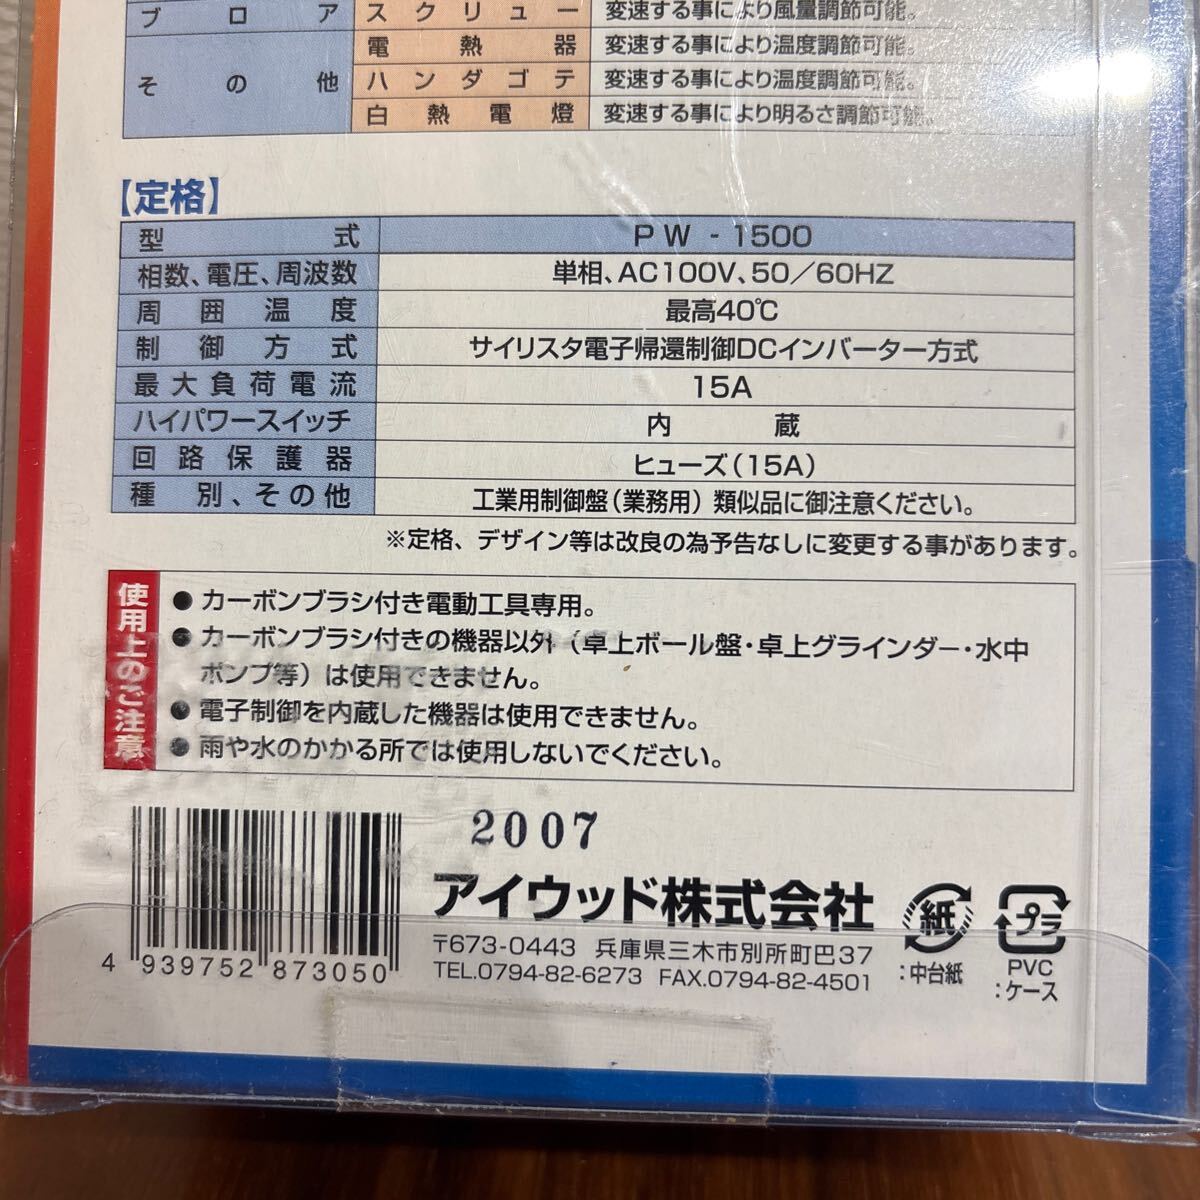 ブロア スクリュー 変速する事により風量調節可能。
電熱器 変速する事により温度調節可能。
その他 ハンダゴテ 変速する事により温度調節可能。
白熱電燈 変速する事により明るさ調節可能。
【定格】
型式 PW-1500
相数、電圧、周波数 単相、AC100V、50／60HZ
周囲温度 最高40℃
制御方式 サイリスタ電子帰還制御DCインバーター方式
最大負荷電流 15A
ハイパワースイッチ 内蔵
回路保護器 ヒューズ(15A)
種別、その他 工業用制御盤(業務用) 類似品に御注意ください。
※定格、デザイン等は改良の為予告なしに変更する事があります。
使用上のご注意
●カーボンブラシ付き電動工具専用。
●カーボンブラシ付きの機器以外（卓上ボール盤・卓上グラインダー・水中
ポンプ等）は使用できません。
●電子制御を内蔵した機器は使用できません。
●雨や水のかかる所では使用しないでください。
2007
アイウッド株式会社
〒673-0443 兵庫県三木市別所町巴37
TEL.0794-82-6273 FAX.0794-82-4501
4 939752 873050
紙
:中台紙
プラ
PVC
:ケース